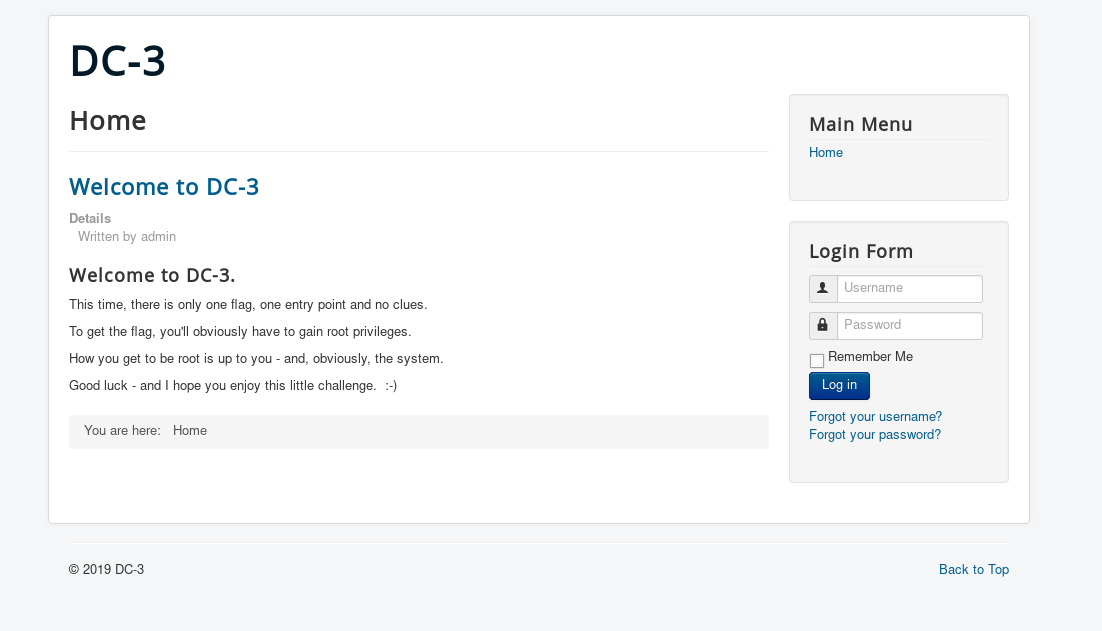 DC-3
Home
Welcome to DC-3
Details
Written by admin
Welcome to DC-3.
This time, there is only one flag, one entry point and no clues.
To get the flag, you'll obviously have to gain root privileges.
How you get to be root is up to you - and, obviously, the system.
Good luck - and I hope you enjoy this little challenge.  :-)
You are here: Home
Main Menu
Home
Login Form
Username
Password
Remember Me
Log in
Forgot your username?
Forgot your password?
© 2019 DC-3
Back to Top